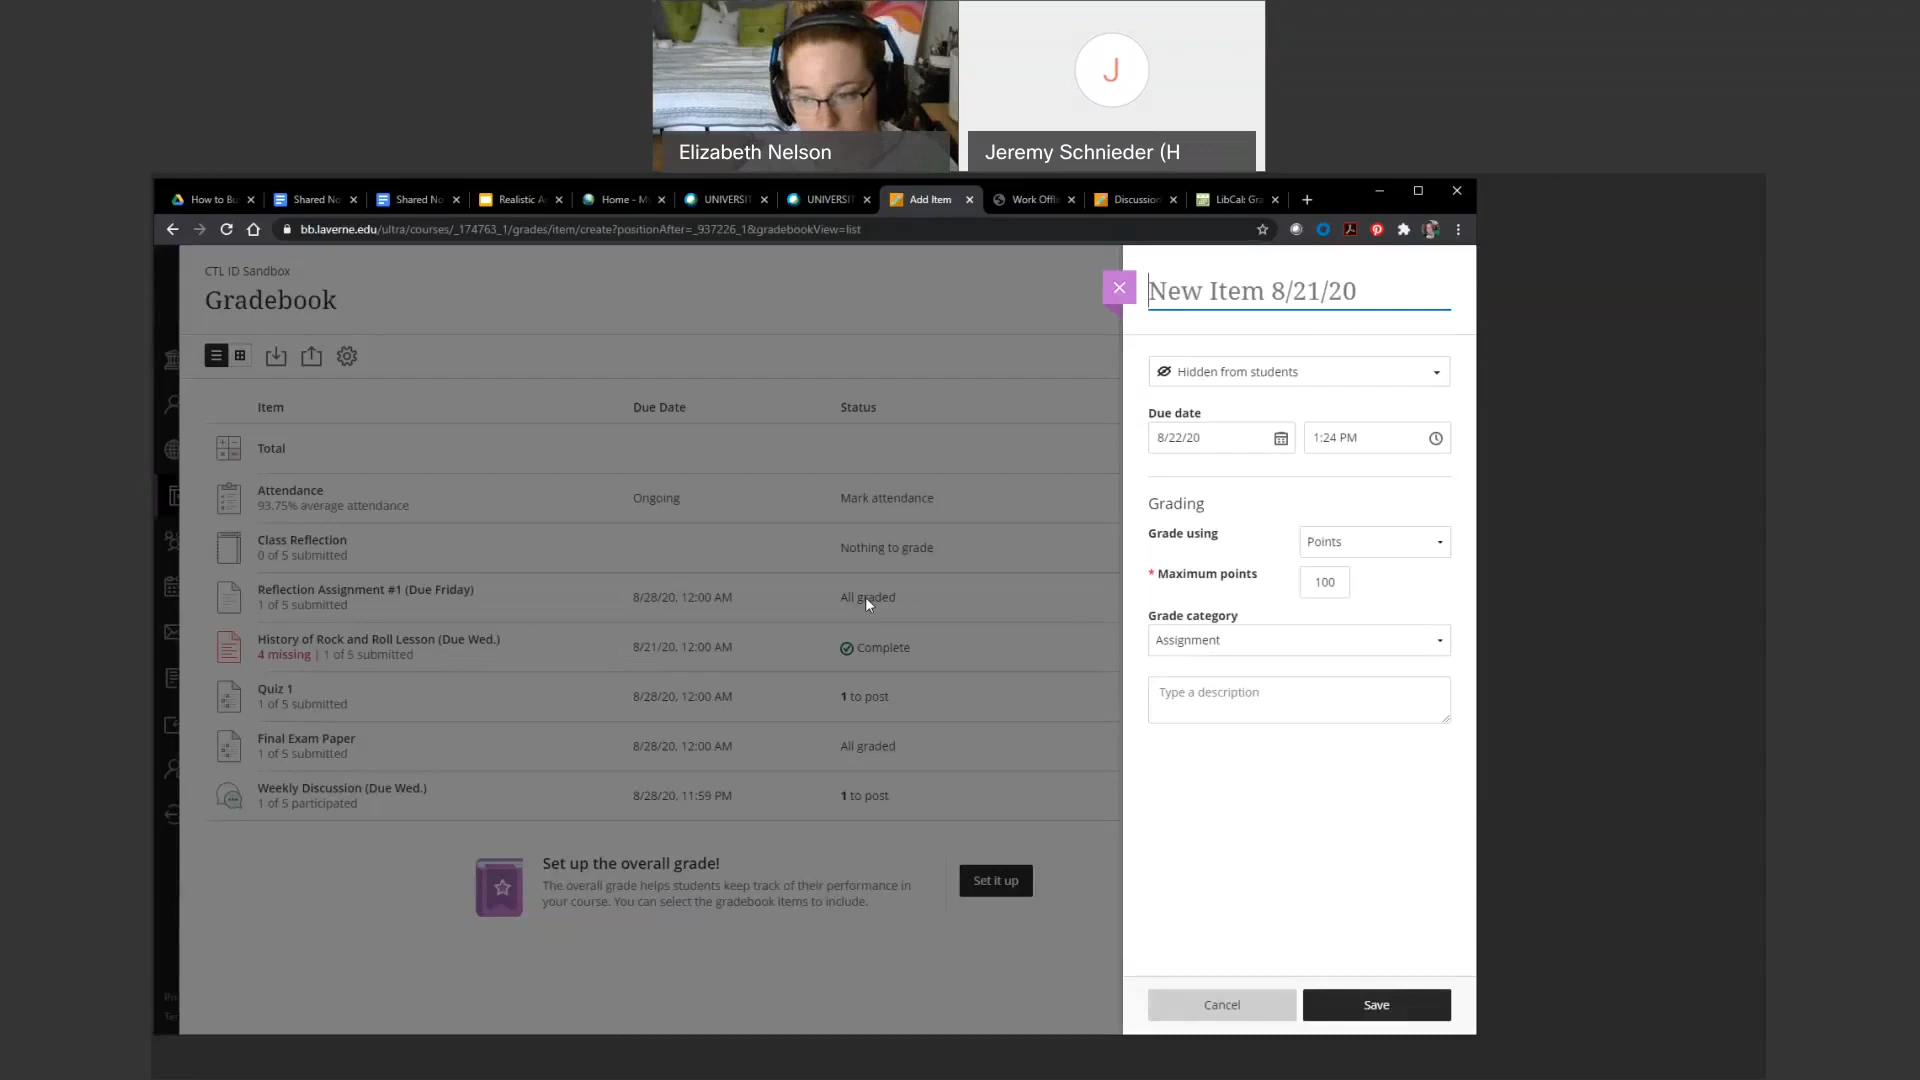 J
Elizabeth Nelson
Jeremy Schnieder (H
How to Bu
Shared No
Shared No
Realistic A
Home - M
UNIVERSIT
UNIVERSIT
Add Item
Work Offli
Discussion
LibCal: Gra
bb.laverne.edu/ultra/courses/_174763_1/grades/item/create?positionAfter=_937226_1&gradebookView=list
CTL ID Sandbox
Gradebook
Item Due Date Status
Total
Attendance
93.75% average attendance
Ongoing
Mark attendance
Class Reflection
0 of 5 submitted
Nothing to grade
Reflection Assignment #1 (Due Friday)
1 of 5 submitted
8/28/20, 12:00 AM
All graded
History of Rock and Roll Lesson (Due Wed.)
4 missing | 1 of 5 submitted
8/21/20, 12:00 AM
Complete
Quiz 1
1 of 5 submitted
8/28/20, 12:00 AM
1 to post
Final Exam Paper
1 of 5 submitted
8/28/20, 12:00 AM
All graded
Weekly Discussion (Due Wed.)
1 of 5 participated
8/28/20, 11:59 PM
1 to post
Set up the overall grade!
The overall grade helps students keep track of their performance in
your course. You can select the gradebook items to include.
Set it up
New Item 8/21/20
Hidden from students
Due date
8/22/20
1:24 PM
Grading
Grade using
Points
* Maximum points
100
Grade category
Assignment
Type a description
Cancel
Save